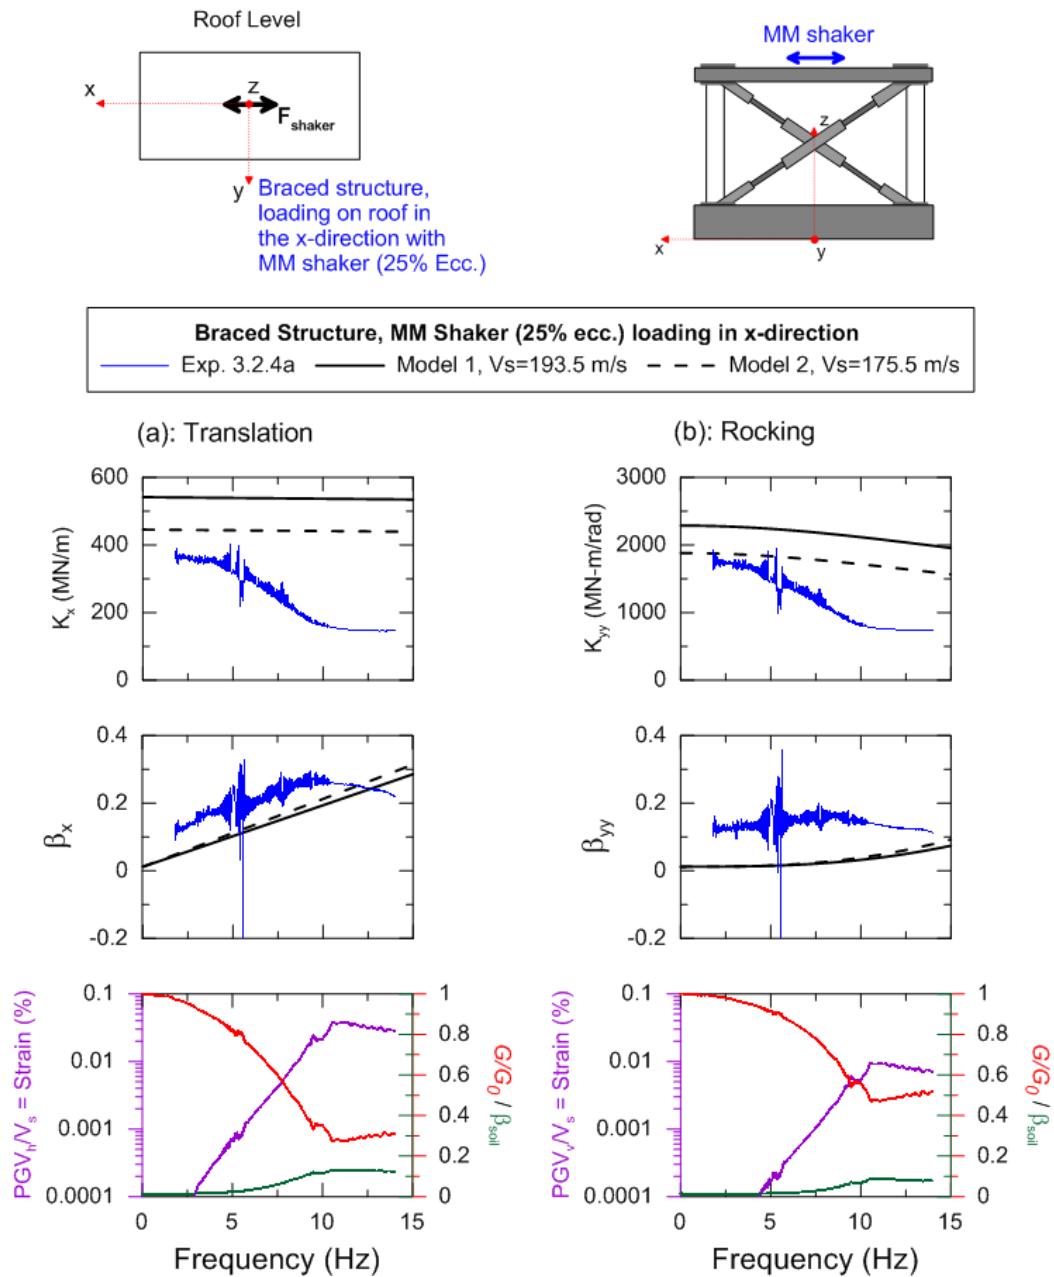 Roof Level
x
z
F shaker
y
Braced structure,
loading on roof in
the x-direction with
MM shaker (25% Ecc.)
MM shaker
z
x
y
Braced Structure, MM Shaker (25% ecc.) loading in x-direction
Exp. 3.2.4a
Model 1, Vs=193.5 m/s
Model 2, Vs=175.5 m/s
(a): Translation
(b): Rocking
600
400
200
0
Kx (MN/m)
3000
2000
1000
0
Kyy (MN-m/rad)
0.4
0.2
0
-0.2
βx
0.4
0.2
0
-0.2
βyy
0.1
0.01
0.001
0.0001
PGVh/Vs = Strain (%)
1
0.8
0.6
0.4
0.2
0
G/G0 / βsoil
0.1
0.01
0.001
0.0001
PGVv/Vs = Strain (%)
1
0.8
0.6
0.4
0.2
0
G/G0 / βsoil
0 5 10 15
Frequency (Hz)
0 5 10 15
Frequency (Hz)